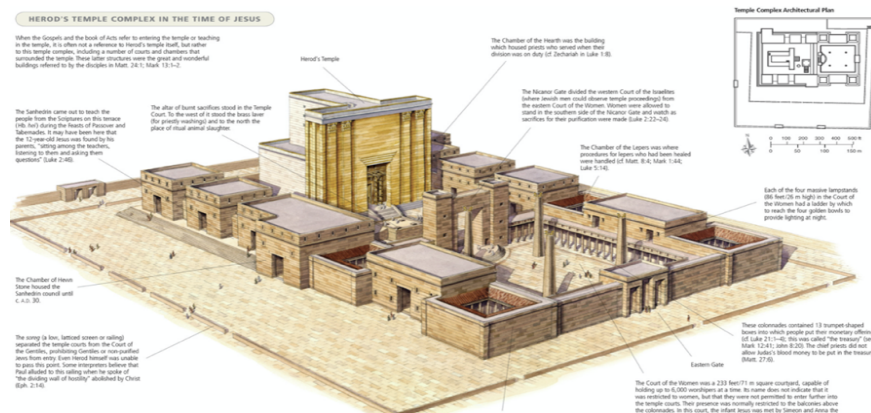 HEROD'S TEMPLE COMPLEX IN THE TIME OF JESUS
When the Gospels and the book of Acts refer to entering the temple or teaching
in the temple, it is often not a reference to Herod's temple itself, but rather
to this temple complex, including a number of courts and chambers that
surrounded the temple. These latter structures were the great and wonderful
buildings referred to by the disciples in Matt. 24:1; Mark 13:1–2.
Herod's Temple
The Chamber of the Hearth was the building
which housed priests who served when their
division was on duty (cf. Zechariah in Luke 1:8).
Temple Complex Architectural Plan
0 100 200 300 400 500 ft
0 50 100 150 m
The Sanhedrin came out to teach the
people from the Scriptures on this terrace
(Hb. hel) during the Feasts of Passover and
Tabernacles. It may have been here that
the 12-year-old Jesus was found by his
parents, "sitting among the teachers,
listening to them and asking them
questions" (Luke 2:46).
The altar of burnt sacrifices stood in the Temple
Court. To the west of it stood the brass laver
(for priestly washings) and to the north the
place of ritual animal slaughter.
The Nicanor Gate divided the western Court of the Israelites
(where Jewish men could observe temple proceedings) from
the eastern Court of the Women. Women were allowed to
stand in the southern side of the Nicanor Gate and watch as
sacrifices for their purification were made (Luke 2:22–24).
The Chamber of the Lepers was where
procedures for lepers who had been healed
were handled (cf. Matt. 8:4; Mark 1:44;
Luke 5:14).
Each of the four massive lampstands
(86 feet/26 m high) in the Court of
the Women had a ladder by which
to reach the four golden bowls to
provide lighting at night.
The Chamber of Hewn
Stone housed the
Sanhedrin council until
c. A.D. 30.
The soreg (a low, latticed screen or railing)
separated the temple courts from the Court of
the Gentiles, prohibiting Gentiles or non-purified
Jews from entry. Even Herod himself was unable
to pass this point. Some interpreters believe that
Paul alluded to this railing when he spoke of
"the dividing wall of hostility" abolished by Christ
(Eph. 2:14)
These colonnades contained 13 trumpet-shaped
boxes into which people put their monetary offerin
(cf. Luke 21:1–4); this was called "the treasury" (se
Mark 12:41; John 8:20). The chief priests did not
allow Judas's blood money to be put in the treasur
(Matt. 27:6).
Eastern Gate
The Court of the Women was a 233 feet/71 m square courtyard, capable of
holding up to 6,000 worshipers at a time. Its name does not indicate that it
was restricted to women, but that they were not permitted to enter further into
the temple courts. Their presence was normally restricted to the balconies above
the colonnades. In this court, the infant Jesus was met by Simeon and Anna the